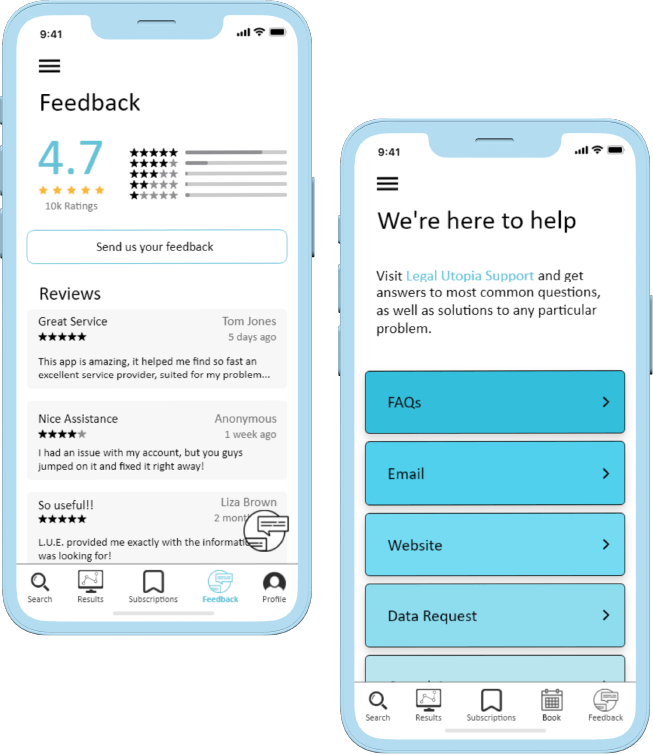 9:41
Feedback
4.7
10k Ratings
Send us your feedback
Reviews
Great Service
Tom Jones
5 days ago
This app is amazing, it helped me find so fast an
excellent service provider, suited for my problem...
Nice Assistance
Anonymous
1 week ago
I had an issue with my account, but you guys
jumped on it and fixed it right away!
So useful!!
Liza Brown
2
L.U.E. provided me exactly with the
was looking for!
Search
Results
Subscriptions
Feedback
Profile
9:41
We're here to help
Visit Legal Utopia Support and get
answers to most common questions,
as well as solutions to any particular
problem.
FAQs
Email
Website
Data Request
Search
Results
Subscriptions
Book
Feedback